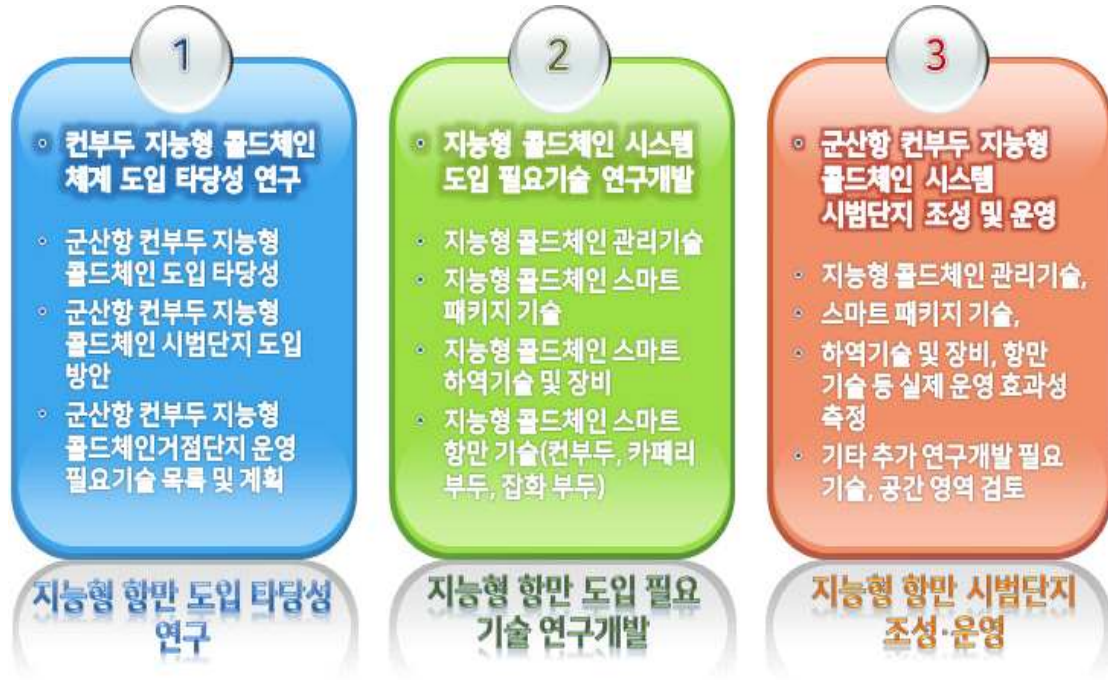 1
컨부두 지능형 콜드체인
체계 도입 타당성 연구
군산항 컨부두 지능형
콜드체인 도입 타당성
군산항 컨부두 지능형
콜드체인 시범단지 도입
방안
군산항 컨부두 지능형
콜드체인거점단지 운영
필요기술 목록 및 계획
지능형 항만 도입 타당성
연구
2
지능형 콜드체인 시스템
도입 필요기술 연구개발
지능형 콜드체인 관리기술
지능형 콜드체인 스마트
패키지 기술
지능형 콜드체인 스마트
하역기술 및 장비
지능형 콜드체인 스마트
항만 기술(컨부두, 카페리
부두, 잡화 부두)
지능형 항만 도입 필요
기술 연구개발
3
군산항 컨부두 지능형
콜드체인 시스템
시범단지 조성 및 운영
지능형 콜드체인 관리기술,
스마트 패키지 기술,
하역기술 및 장비, 항만
기술 등 실제 운영 효과성
측정
기타 추가 연구개발 필요
기술, 공간 영역 검토
지능형 항만 시범단지
조성·운영